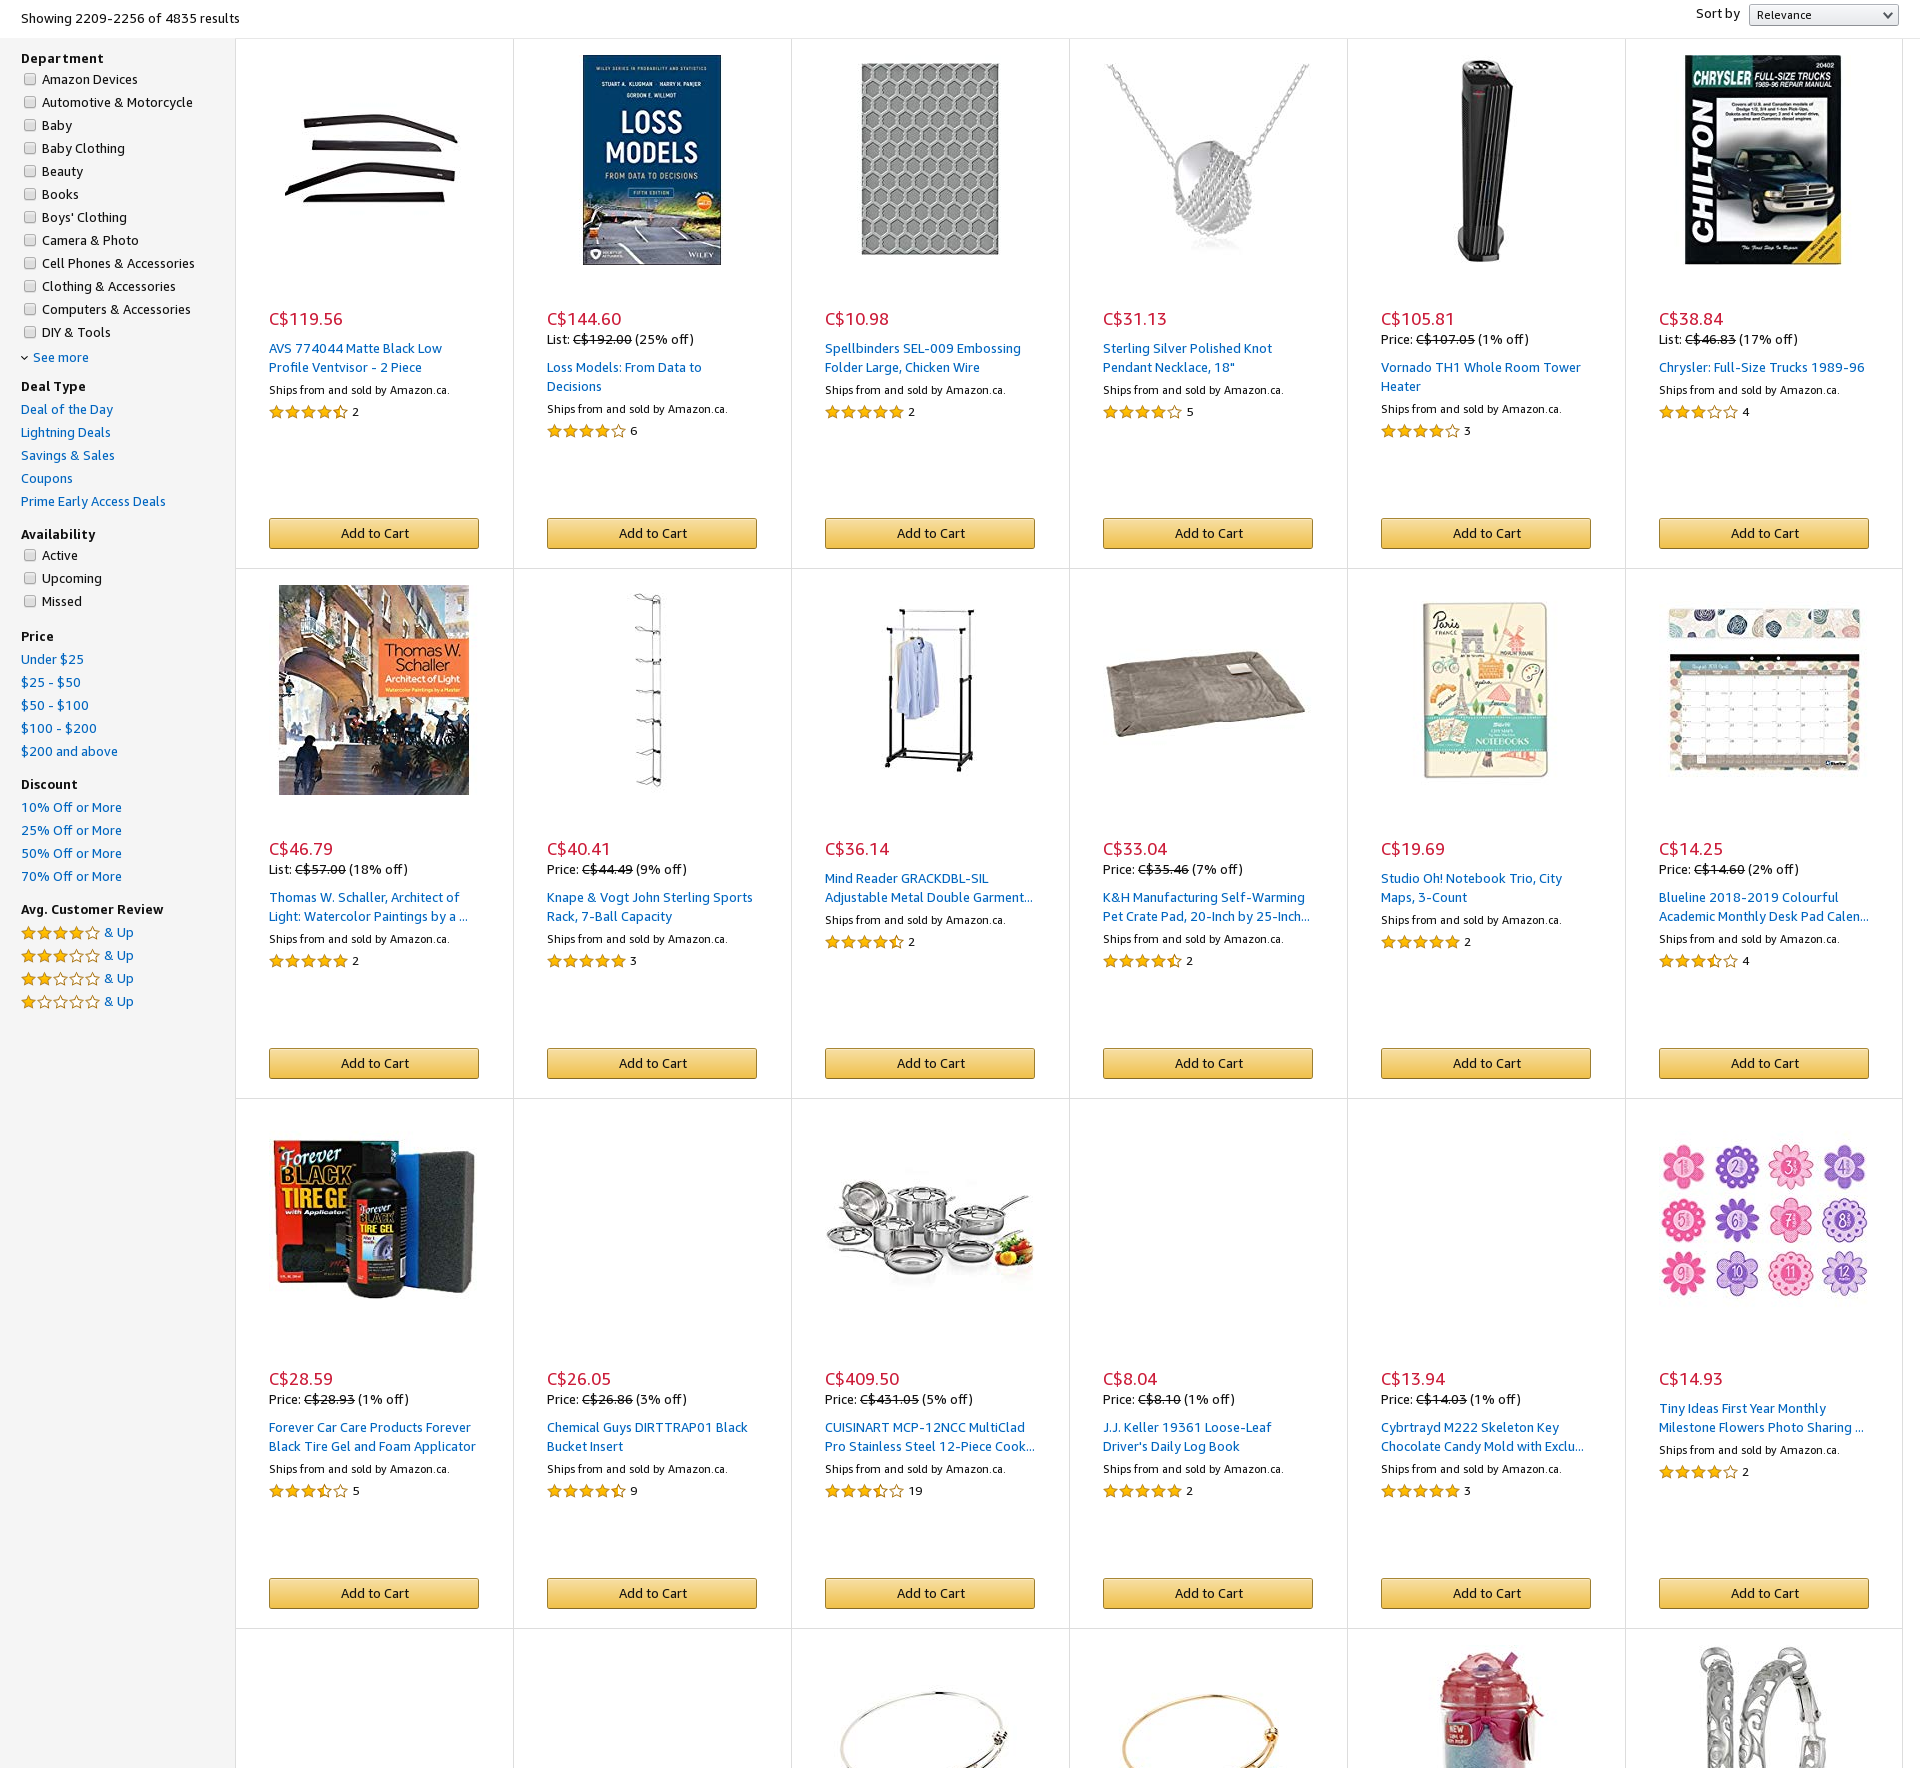 Showing 2209-2256 of 4835 results
Sort by
Relevance
Department
Amazon Devices
Automotive & Motorcycle
Baby
Baby Clothing
Beauty
Books
Boys' Clothing
Camera & Photo
Cell Phones & Accessories
Clothing & Accessories
Computers & Accessories
DIY & Tools
See more
Deal Type
Deal of the Day
Lightning Deals
Savings & Sales
Coupons
Prime Early Access Deals
Availability
Active
Upcoming
Missed
Price
Under $25
$25 - $50
$50 - $100
$100 - $200
$200 and above
Discount
10% Off or More
25% Off or More
50% Off or More
70% Off or More
Avg. Customer Review
& Up
& Up
& Up
& Up
C$119.56
AVS 774044 Matte Black Low
Profile Ventvisor - 2 Piece
Ships from and sold by Amazon.ca.
2
Add to Cart
WILEY SERIES IN PROBABILITY AND STATISTICS
STUART A. KLUGMAN · HARRY H. PANJER
GORDON E. WILLMOT
LOSS
MODELS
FROM DATA TO DECISIONS
FIFTH EDITION
WILEY
C$144.60
List: C$192.00 (25% off)
Loss Models: From Data to
Decisions
Ships from and sold by Amazon.ca.
6
Add to Cart
C$10.98
Spellbinders SEL-009 Embossing
Folder Large, Chicken Wire
Ships from and sold by Amazon.ca.
2
Add to Cart
C$31.13
Sterling Silver Polished Knot
Pendant Necklace, 18"
Ships from and sold by Amazon.ca.
5
Add to Cart
C$105.81
Price: C$107.05 (1% off)
Vornado TH1 Whole Room Tower
Heater
Ships from and sold by Amazon.ca.
3
Add to Cart
20402
CHRYSLER FULL-SIZE TRUCKS
1989-96 REPAIR MANUAL
CHILTON
The First Step In Repair
C$38.84
List: C$46.83 (17% off)
Chrysler: Full-Size Trucks 1989-96
Ships from and sold by Amazon.ca.
4
Add to Cart
Thomas W.
Schaller
Architect of Light
Watercolor Paintings by a Master
C$46.79
List: C$57.00 (18% off)
Thomas W. Schaller, Architect of
Light: Watercolor Paintings by a ...
Ships from and sold by Amazon.ca.
2
Add to Cart
C$40.41
Price: C$44.49 (9% off)
Knape & Vogt John Sterling Sports
Rack, 7-Ball Capacity
Ships from and sold by Amazon.ca.
3
Add to Cart
C$36.14
Mind Reader GRACKDBL-SIL
Adjustable Metal Double Garment...
Ships from and sold by Amazon.ca.
2
Add to Cart
C$33.04
Price: C$35.46 (7% off)
K&H Manufacturing Self-Warming
Pet Crate Pad, 20-Inch by 25-Inch...
Ships from and sold by Amazon.ca.
2
Add to Cart
Paris
FRANCE
MOULIN ROUGE
NOTEBOOKS
C$19.69
Studio Oh! Notebook Trio, City
Maps, 3-Count
Ships from and sold by Amazon.ca.
2
Add to Cart
C$14.25
Price: C$14.60 (2% off)
Blueline 2018-2019 Colourful
Academic Monthly Desk Pad Calen...
Ships from and sold by Amazon.ca.
4
Add to Cart
Forever
BLACK
TIRE GE
with Applicator
Forever
BLACK
TIRE GEL
C$28.59
Price: C$28.93 (1% off)
Forever Car Care Products Forever
Black Tire Gel and Foam Applicator
Ships from and sold by Amazon.ca.
5
Add to Cart
C$26.05
Price: C$26.86 (3% off)
Chemical Guys DIRTTRAP01 Black
Bucket Insert
Ships from and sold by Amazon.ca.
9
Add to Cart
C$409.50
Price: C$431.05 (5% off)
CUISINART MCP-12NCC MultiClad
Pro Stainless Steel 12-Piece Cook...
Ships from and sold by Amazon.ca.
19
Add to Cart
C$8.04
Price: C$8.10 (1% off)
J.J. Keller 19361 Loose-Leaf
Driver's Daily Log Book
Ships from and sold by Amazon.ca.
2
Add to Cart
C$13.94
Price: C$14.03 (1% off)
Cybrtrayd M222 Skeleton Key
Chocolate Candy Mold with Exclu...
Ships from and sold by Amazon.ca.
3
Add to Cart
1 2 3 4
5 6 7 8
9 10 11 12
C$14.93
Tiny Ideas First Year Monthly
Milestone Flowers Photo Sharing ...
Ships from and sold by Amazon.ca.
2
Add to Cart
NEW